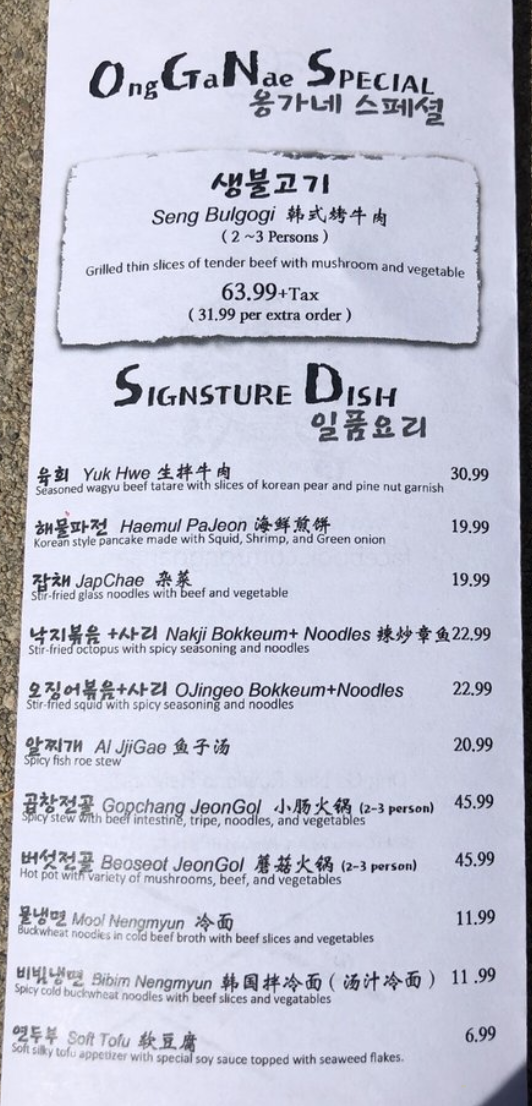 OngGaNae Special
옹가네 스페셜
생불고기
Seng Bulgogi 韩式烤牛肉
( 2 ~3 Persons )
Grilled thin slices of tender beef with mushroom and vegetable
63.99+Tax
( 31.99 per extra order )
Signsture Dish
일품요리
육회 Yuk Hwe 生拌牛肉 30.99
Seasoned wagyu beef tatare with slices of korean pear and pine nut garnish
해물파전 Haemul PaJeon 海鲜煎饼 19.99
Korean style pancake made with Squid, Shrimp, and Green onion
잡채 JapChae 杂菜 19.99
Stir-fried glass noodles with beef and vegetable
낙지볶음 +사리 Nakji Bokkeum+ Noodles 辣炒章鱼 22.99
Stir-fried octopus with spicy seasoning and noodles
오징어볶음+사리 OJingeo Bokkeum+Noodles 22.99
Stir-fried squid with spicy seasoning and noodles
알찌개 Al JjiGae 鱼子汤 20.99
Spicy fish roe stew
곱창전골 Gopchang JeonGol 小肠火锅 (2-3 person) 45.99
Spicy stew with beef intestine, tripe, noodles, and vegetables
버섯전골 Beoseot JeonGol 蘑菇火锅 (2-3 person) 45.99
Hot pot with variety of mushrooms, beef, and vegetables
물냉면 Mool Nengmyun 冷面 11.99
Buckwheat noodles in cold beef broth with beef slices and vegetables
비빔냉면 Bibim Nengmyun 韩国拌冷面 ( 汤汁冷面 ) 11 .99
Spicy cold buckwheat noodles with beef slices and vegatables
연두부 Soft Tofu 软豆腐 6.99
Soft silky tofu appetizer with special soy sauce topped with seaweed flakes.